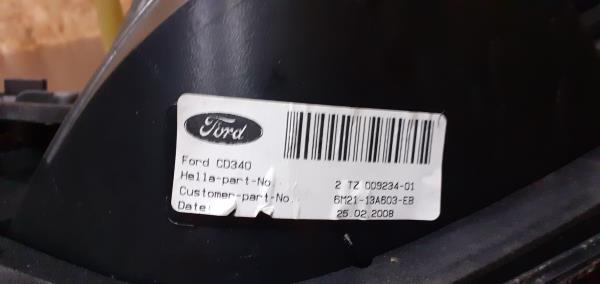 Ford
Ford CD340
Hella-part-No. 2 TZ 009234-01
Customer-part-No. 6M21-13A603-EB
Date: 25.02.2008